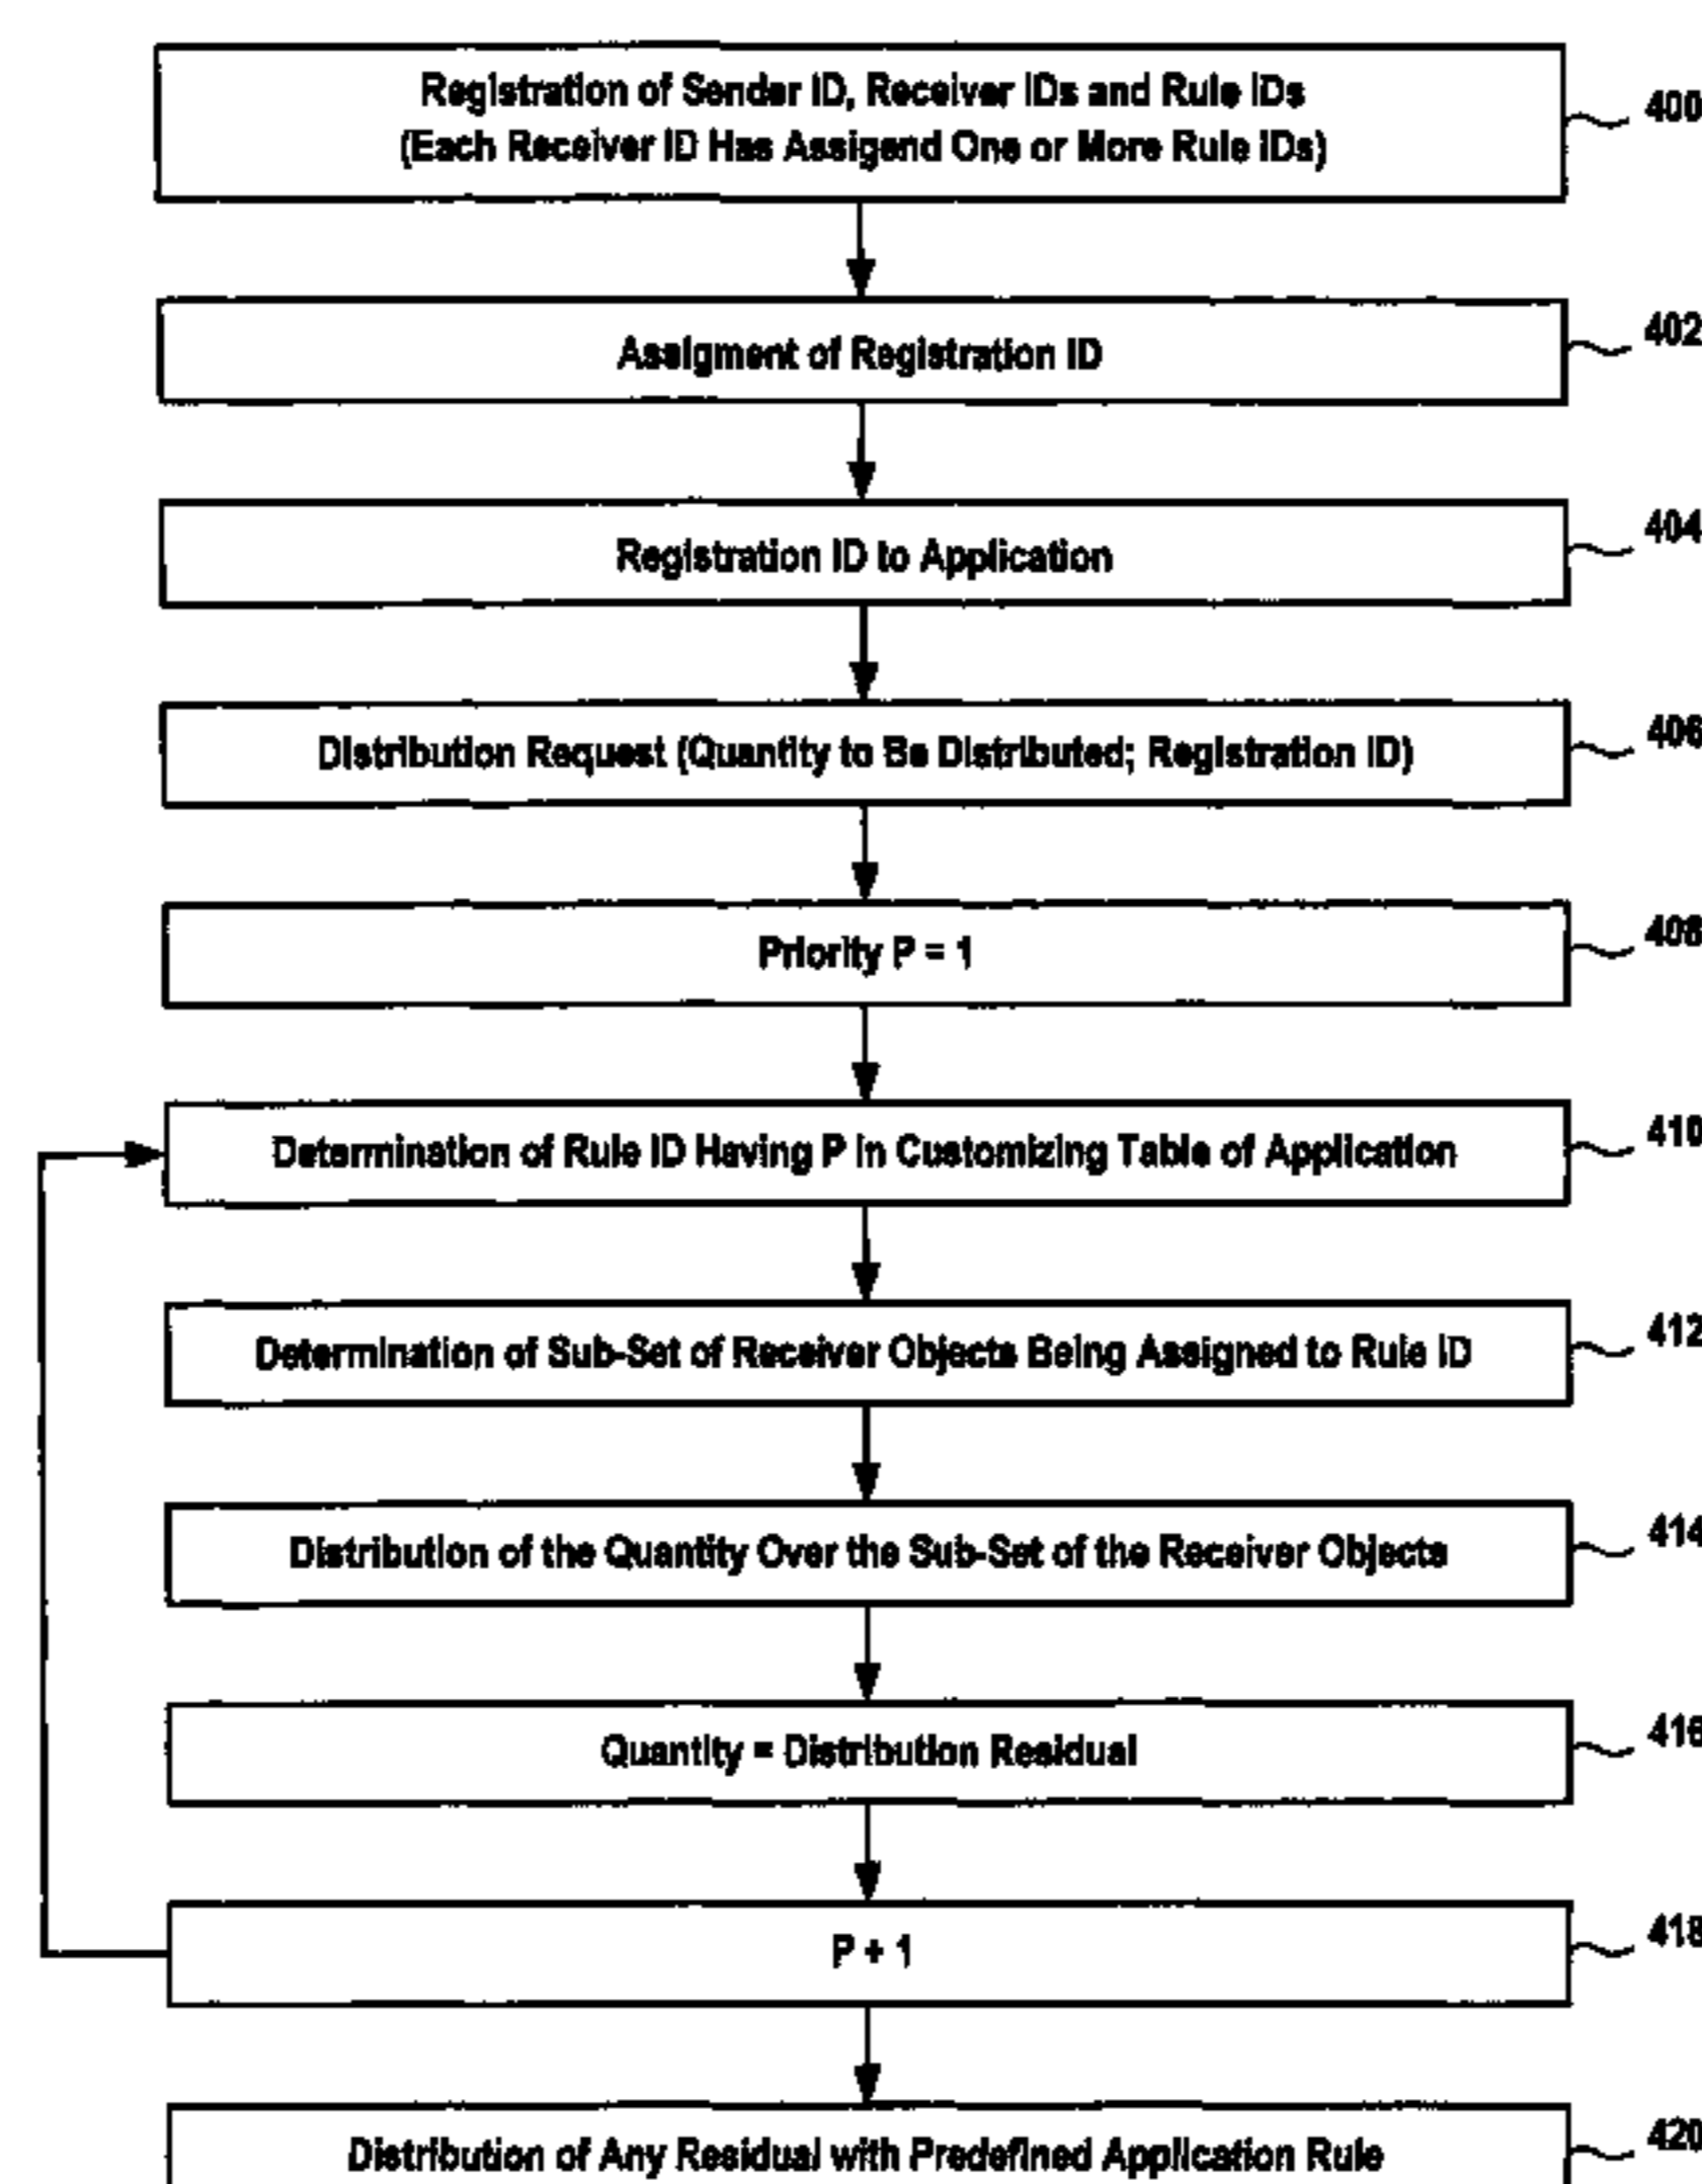 Registration of Sender ID, Receiver IDs and Rule IDs
(Each Receiver ID Has Assigend One or More Rule IDs)
400
Assigment of Registration ID
402
Registration ID to Application
404
Distribution Request (Quantity to Be Distributed; Registration ID)
406
Priority P = 1
408
Determination of Rule ID Having P in Customizing Table of Application
410
Determination of Sub-Set of Receiver Objects Being Assigned to Rule ID
412
Distribution of the Quantity Over the Sub-Set of the Receiver Objects
414
Quantity = Distribution Residual
416
P + 1
418
Distribution of Any Residual with Predefined Application Rule
420